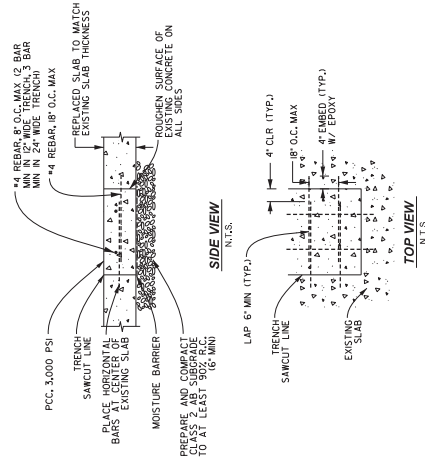 #4 REBAR, 8" O.C. MAX (2 BAR
MIN IN 12" WIDE TRENCH, 3 BAR
MIN IN 24" WIDE TRENCH)
#4 REBAR, 18" O.C. MAX
REPLACED SLAB TO MATCH
EXISTING SLAB THICKNESS
PCC, 3,000 PSI
TRENCH
SAWCUT LINE
PLACE HORIZONTAL
BARS AT CENTER OF
EXISTING SLAB
MOISTURE BARRIER
PREPARE AND COMPACT
CLASS 2 AB SUBGRADE
TO AT LEAST 90% R.C.
(6" MIN)
ROUGHEN SURFACE OF
EXISTING CONCRETE ON
ALL SIDES
SIDE VIEW
N.T.S.
LAP 6" MIN (TYP.)
TRENCH
SAWCUT LINE
EXISTING
SLAB
4" CLR (TYP.)
18" O.C. MAX
4" EMBED (TYP.)
W/ EPOXY
TOP VIEW
N.T.S.